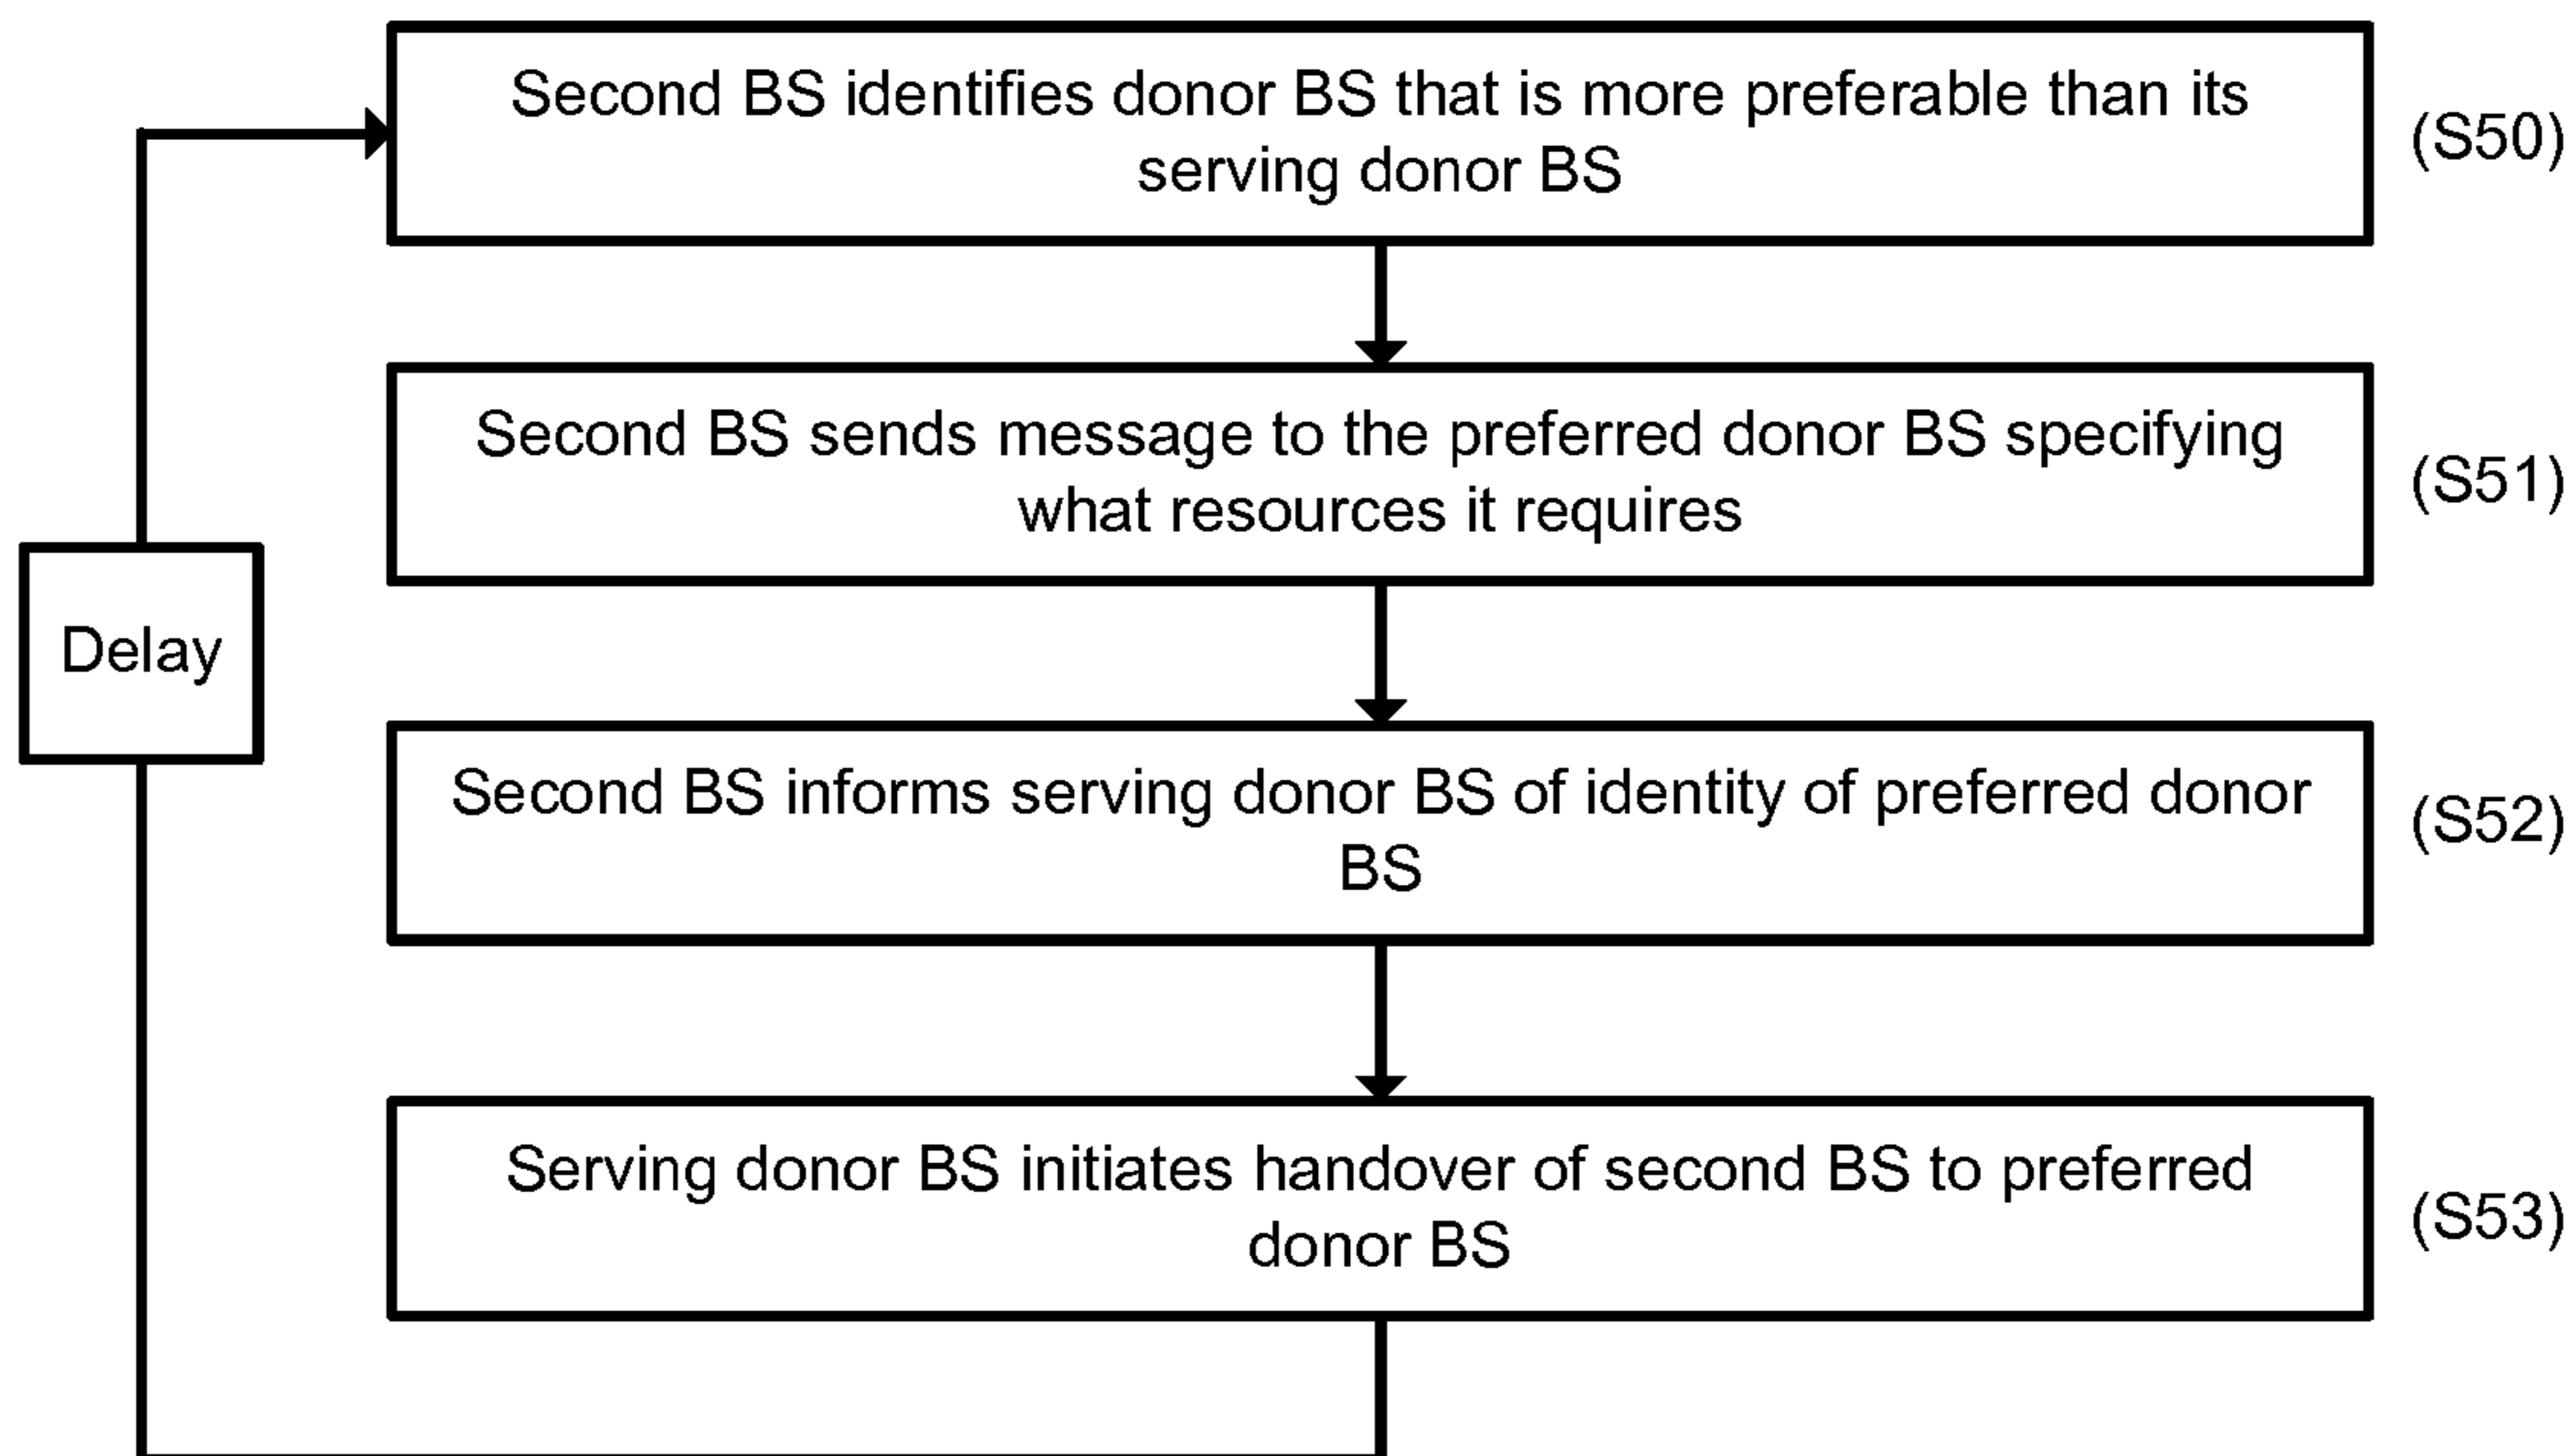 Second BS identifies donor BS that is more preferable than its
serving donor BS
(S50)
Second BS sends message to the preferred donor BS specifying
what resources it requires
(S51)
Delay
Second BS informs serving donor BS of identity of preferred donor
BS
(S52)
Serving donor BS initiates handover of second BS to preferred
donor BS
(S53)